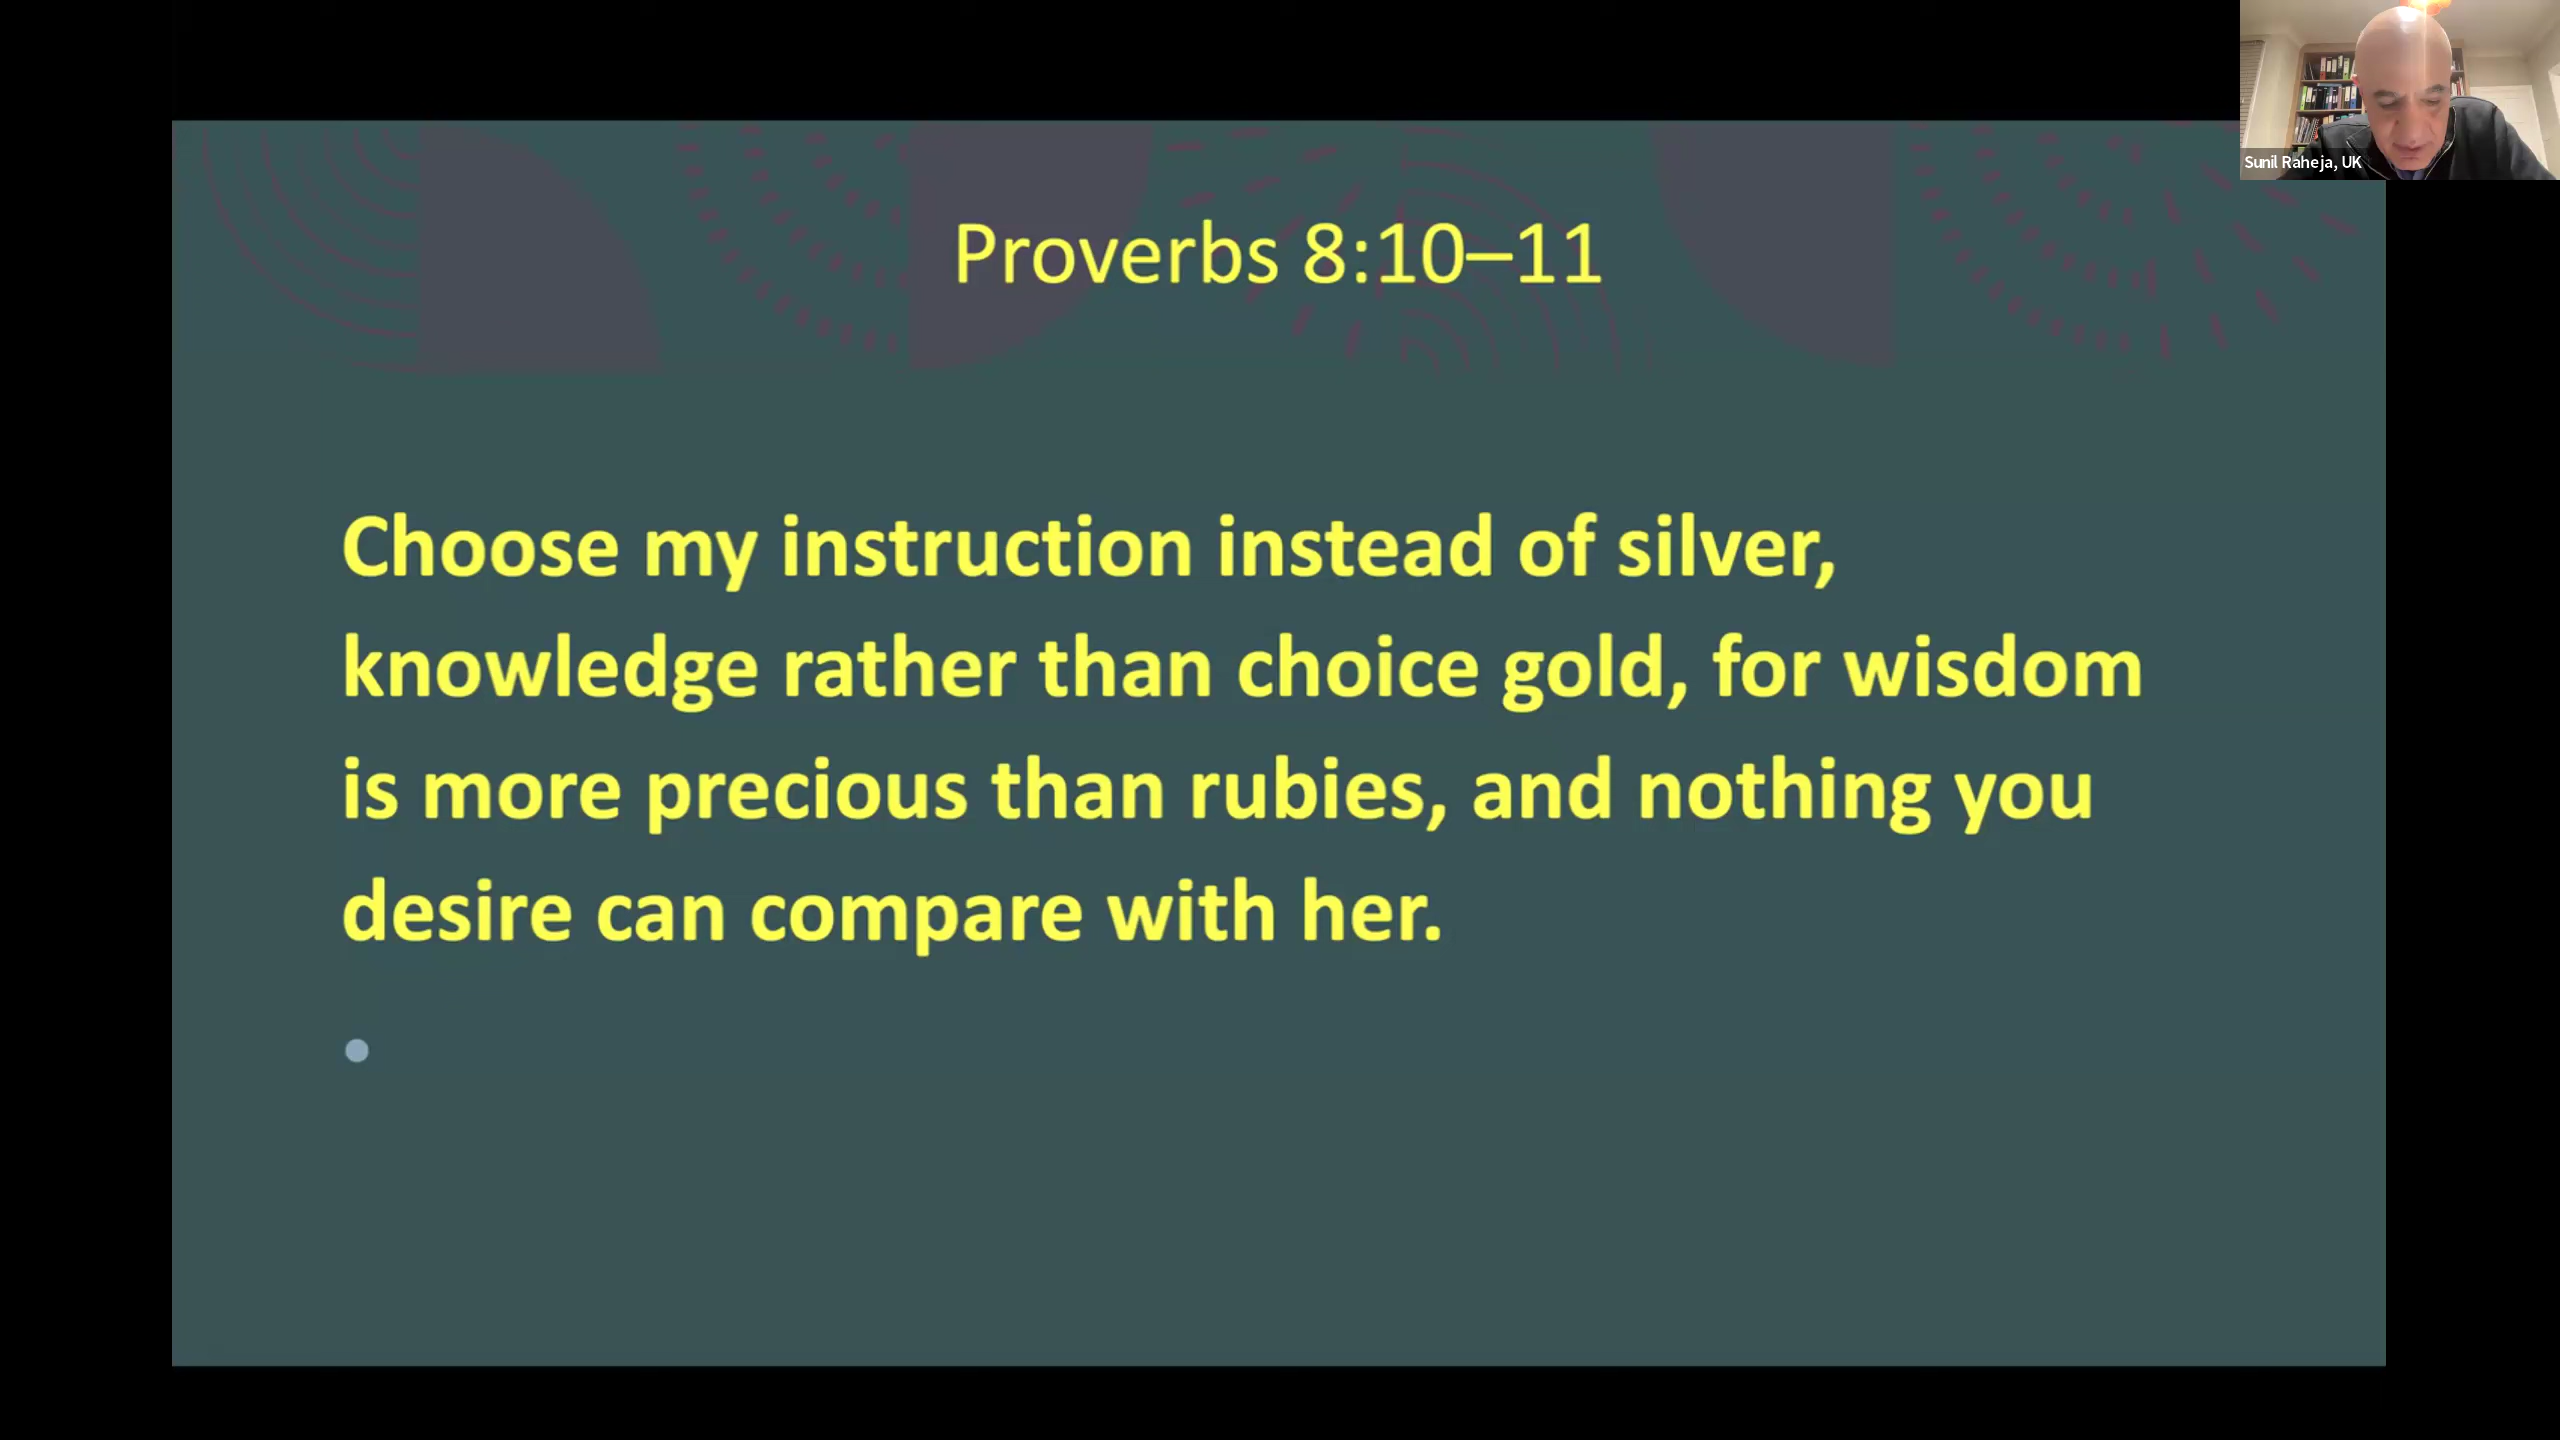 Sunil Raheja, UK
Proverbs 8:10–11
Choose my instruction instead of silver,
knowledge rather than choice gold, for wisdom
is more precious than rubies, and nothing you
desire can compare with her.